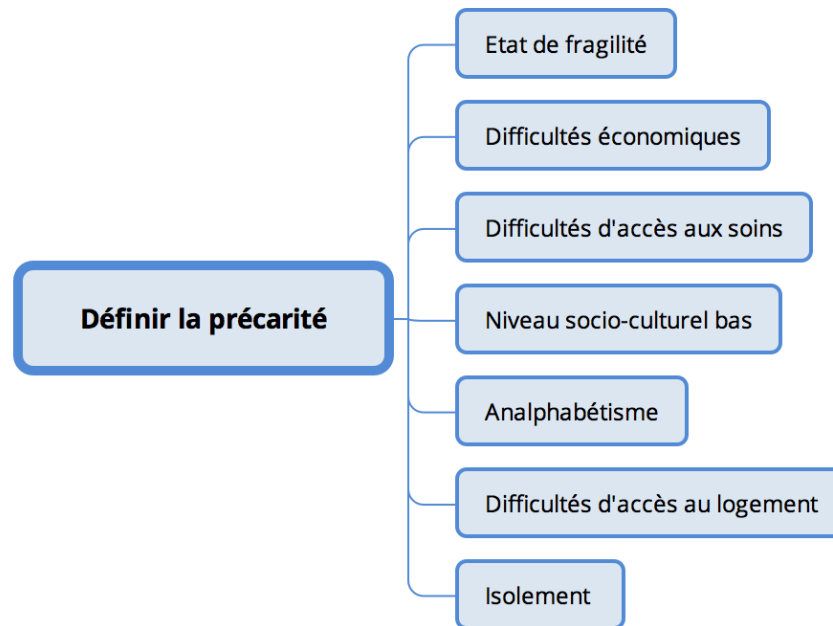 Etat de fragilité
Difficultés économiques
Difficultés d'accès aux soins
Définir la précarité
Niveau socio-culturel bas
Analphabétisme
Difficultés d'accès au logement
Isolement